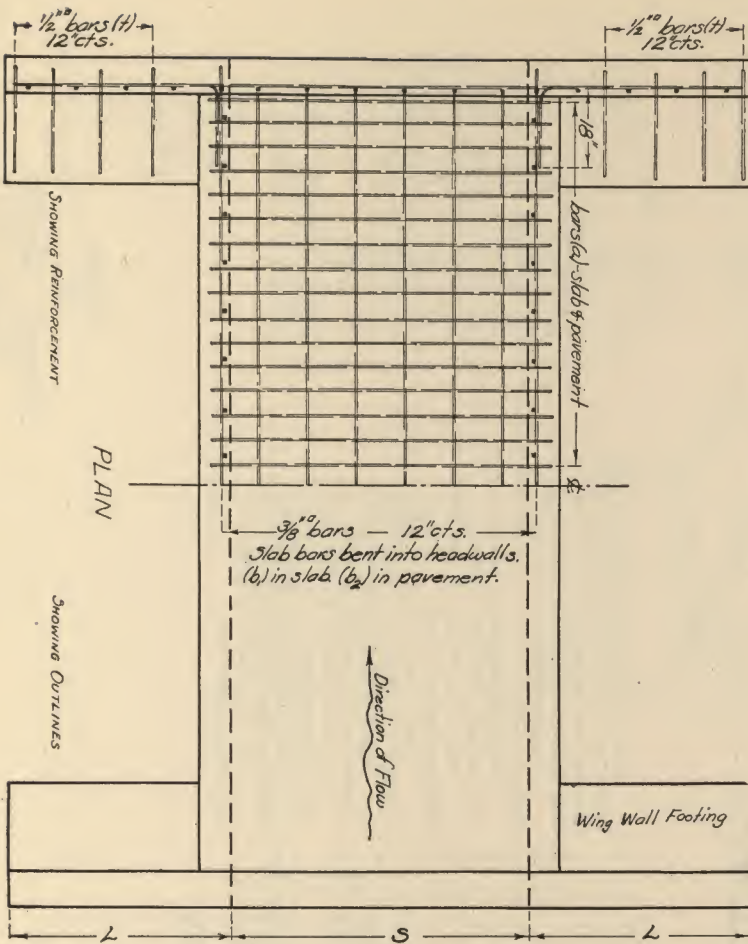 1/2"□ bars(t)
12"cts.
1/2"□ bars(t)
12"cts.
18"
bars(a)-slab & pavement
℄
SHOWING REINFORCEMENT
PLAN
SHOWING OUTLINES
3/8"□ bars — 12"cts.
Slab bars bent into headwalls.
(b₁) in slab. (b₂) in pavement.
Direction of Flow
Wing Wall Footing
L
S
L